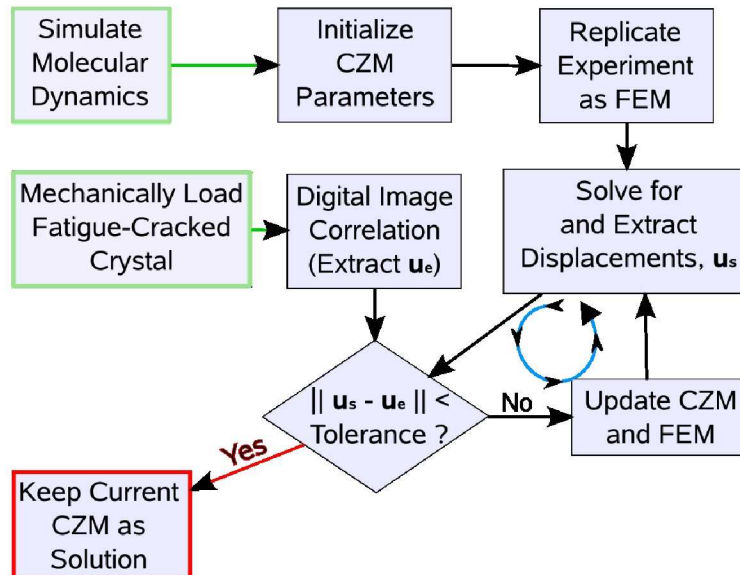 Simulate
Molecular
Dynamics
Initialize
CZM
Parameters
Replicate
Experiment
as FEM
Mechanically Load
Fatigue-Cracked
Crystal
Digital Image
Correlation
(Extract uₑ)
Solve for
and Extract
Displacements, uₛ
|| uₛ - uₑ || <
Tolerance ?
No
Update CZM
and FEM
Yes
Keep Current
CZM as
Solution